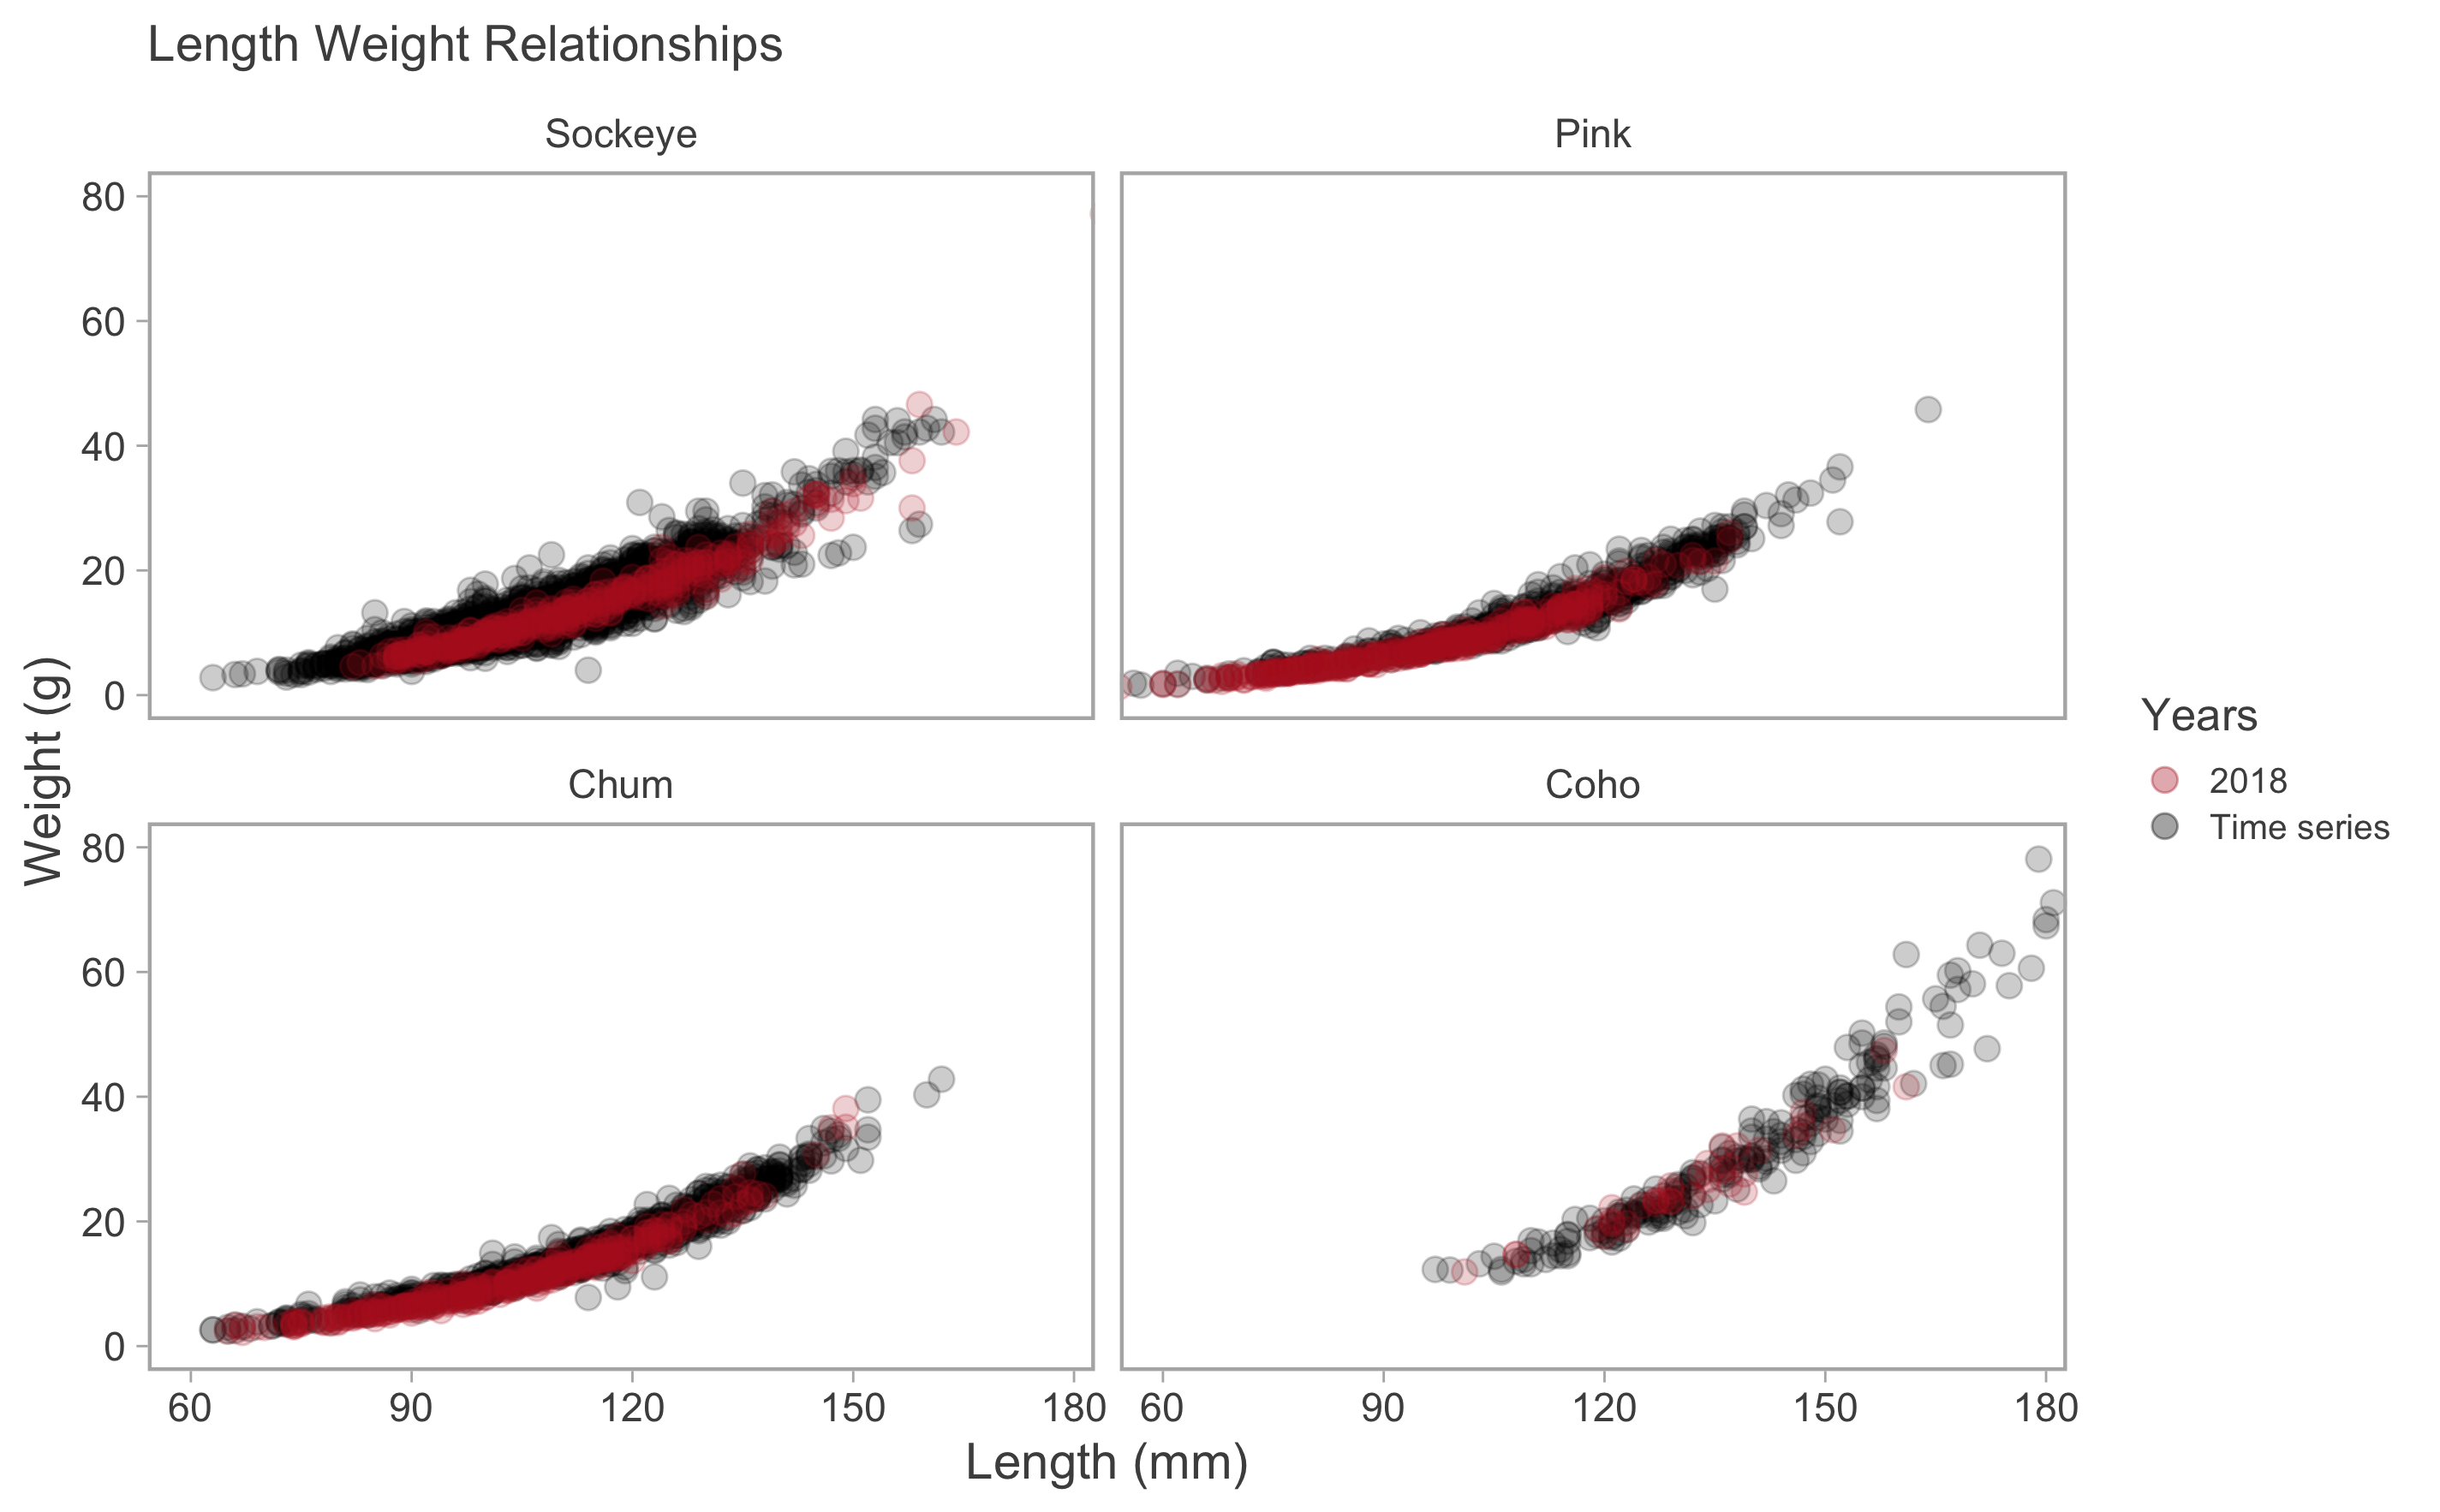 Length Weight Relationships
Sockeye
Pink
80
60
40
20
0
Chum
Coho
80
60
40
20
0
60 90 120 150 180 60 90 120 150 180
Length (mm)
Weight (g)
Years
2018
Time series